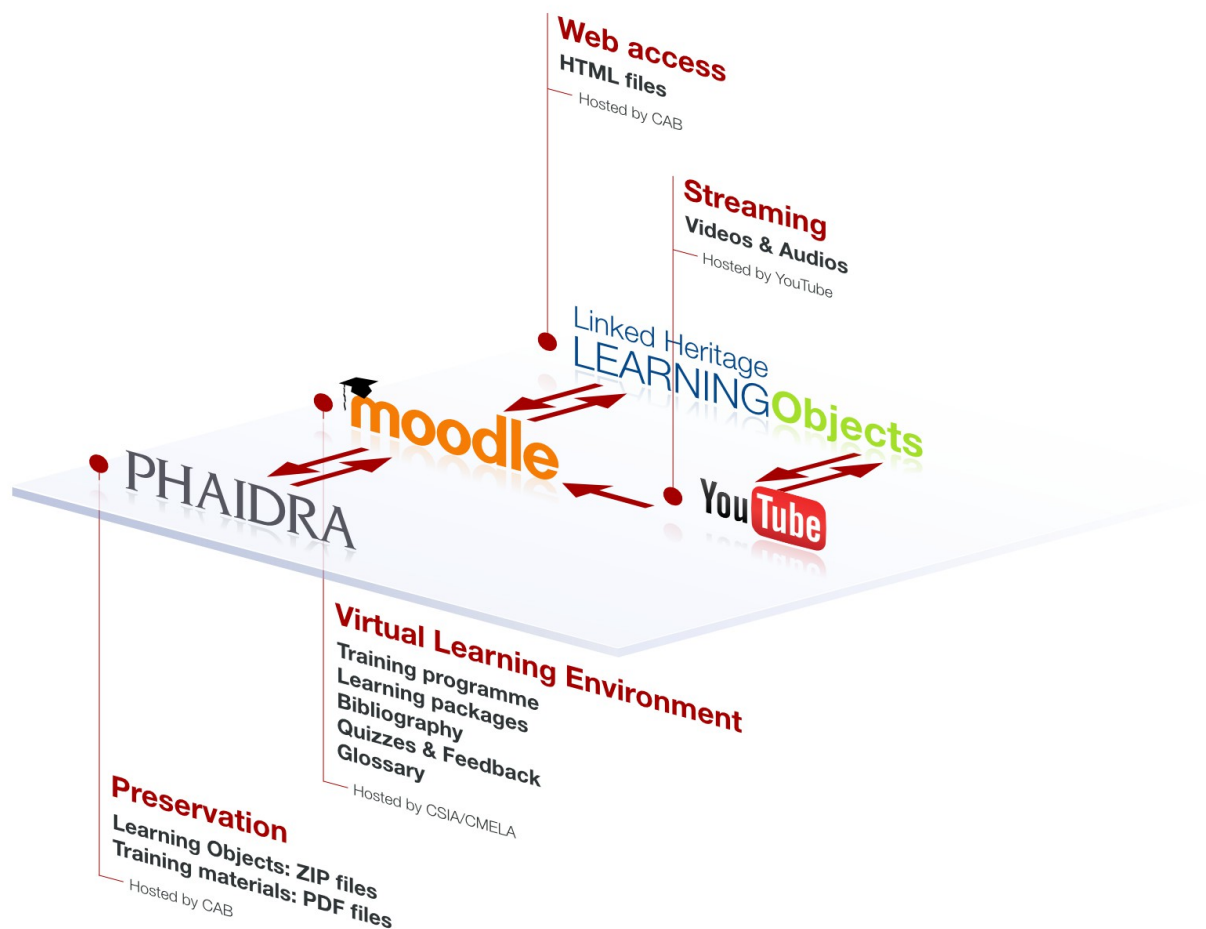 Web access
HTML files
Hosted by CAB
Streaming
Videos & Audios
Hosted by YouTube
Linked Heritage
LEARNINGObjects
moodle
PHAIDRA
YouTube
Virtual Learning Environment
Training programme
Learning packages
Bibliography
Quizzes & Feedback
Glossary
Hosted by CSIA/CMELA
Preservation
Learning Objects: ZIP files
Training materials: PDF files
Hosted by CAB